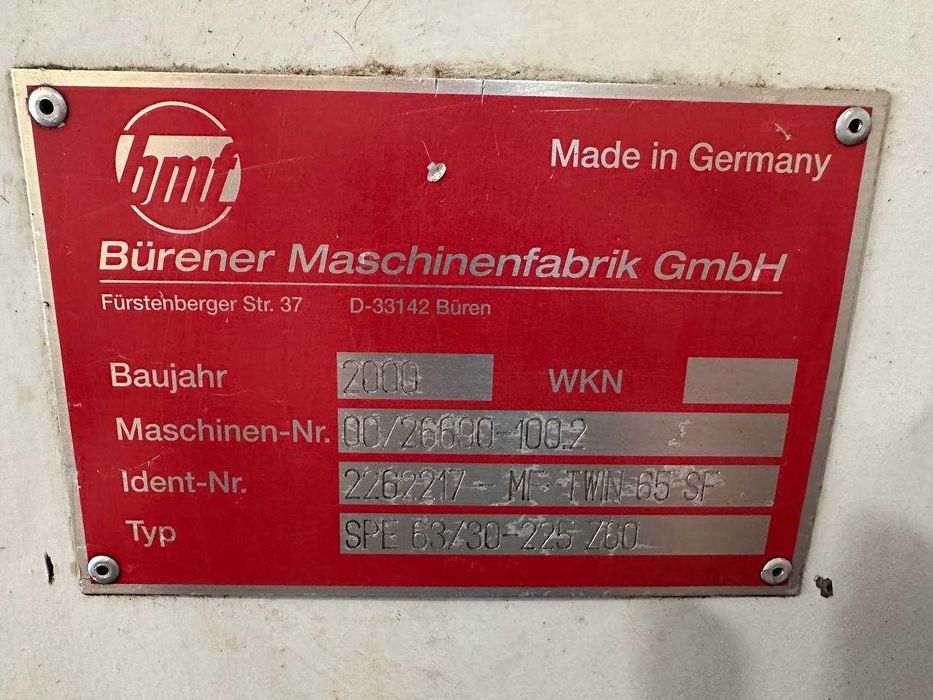 bmf
Made in Germany
Bürener Maschinenfabrik GmbH
Fürstenberger Str. 37 D-33142 Büren
Baujahr 2000 WKN
Maschinen-Nr. 00/26690-100.2
Ident-Nr. 2262217 - MF TWIN 65 SF
Typ SPE 63/30-225 Z80